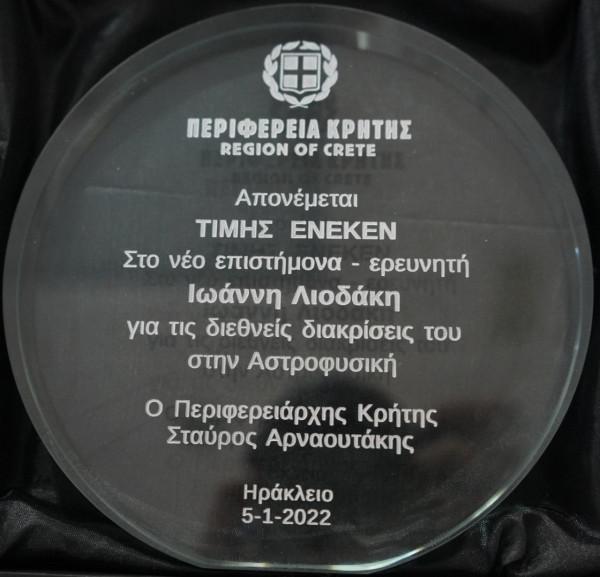 ΠΕΡΙΦΕΡΕΙΑ ΚΡΗΤΗΣ
REGION OF CRETE
Απονέμεται
ΤΙΜΗΣ ΕΝΕΚΕΝ
Στο νέο επιστήμονα - ερευνητή
Ιωάννη Λιοδάκη
για τις διεθνείς διακρίσεις του
στην Αστροφυσική
Ο Περιφερειάρχης Κρήτης
Σταύρος Αρναουτάκης
Ηράκλειο
5-1-2022